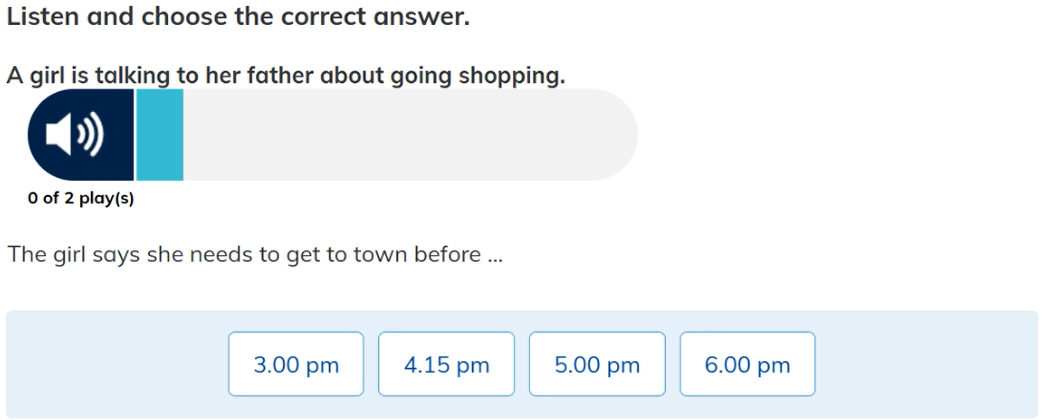 Listen and choose the correct answer.
A girl is talking to her father about going shopping.
0 of 2 play(s)
The girl says she needs to get to town before ...
3.00 pm 4.15 pm 5.00 pm 6.00 pm